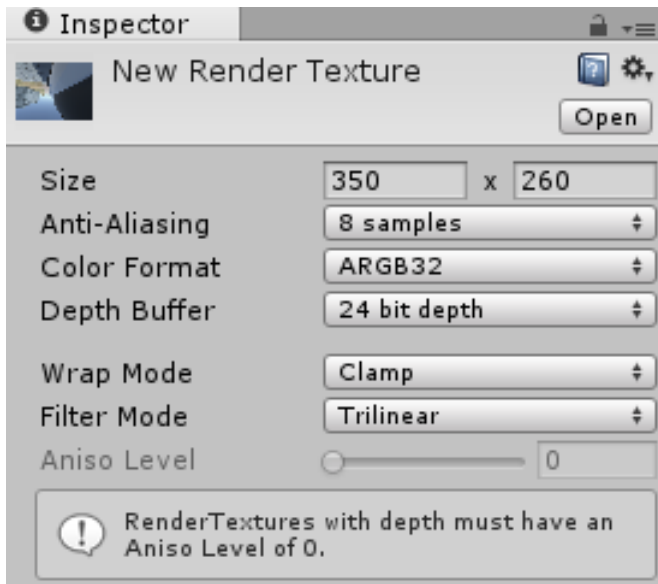 Inspector
New Render Texture
Open
Size 350 x 260
Anti-Aliasing 8 samples
Color Format ARGB32
Depth Buffer 24 bit depth
Wrap Mode Clamp
Filter Mode Trilinear
Aniso Level 0
RenderTextures with depth must have an
Aniso Level of 0.